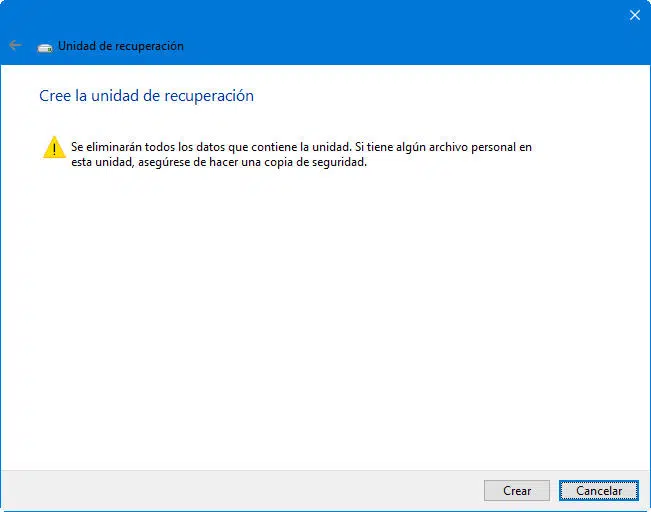 Unidad de recuperación
Cree la unidad de recuperación
Se eliminarán todos los datos que contiene la unidad. Si tiene algún archivo personal en
esta unidad, asegúrese de hacer una copia de seguridad.
Crear
Cancelar